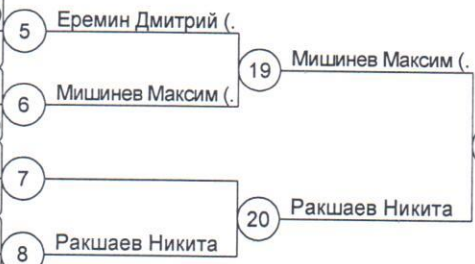 5
Еремин Дмитрий (.
19
Мишинев Максим (.
6
Мишинев Максим (.
7
20
Ракшаев Никита
8
Ракшаев Никита